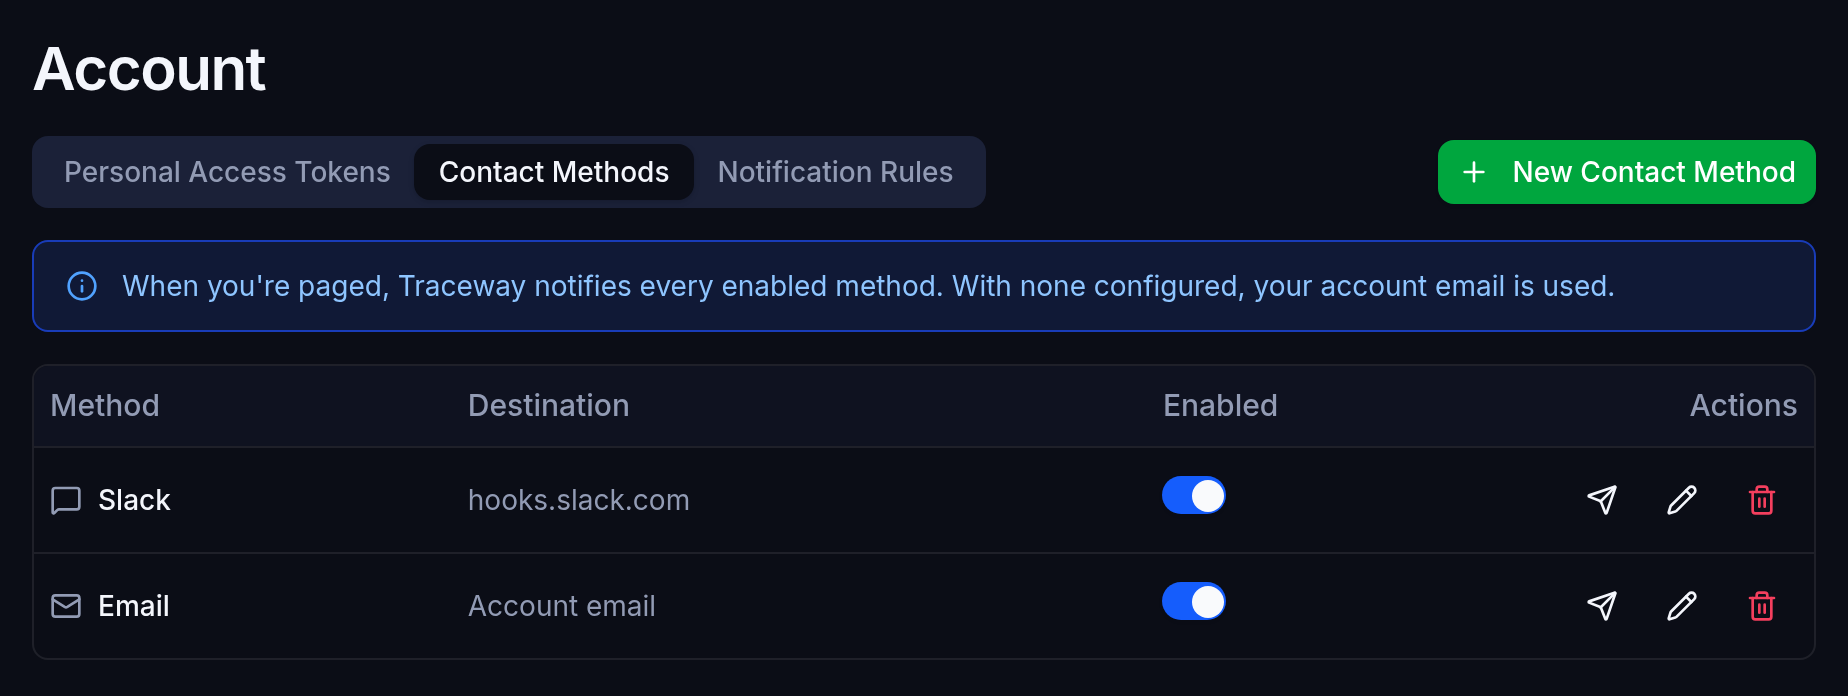 Account
Personal Access Tokens
Contact Methods
Notification Rules
New Contact Method
When you're paged, Traceway notifies every enabled method. With none configured, your account email is used.
Method Destination Enabled Actions
Slack hooks.slack.com
Email Account email